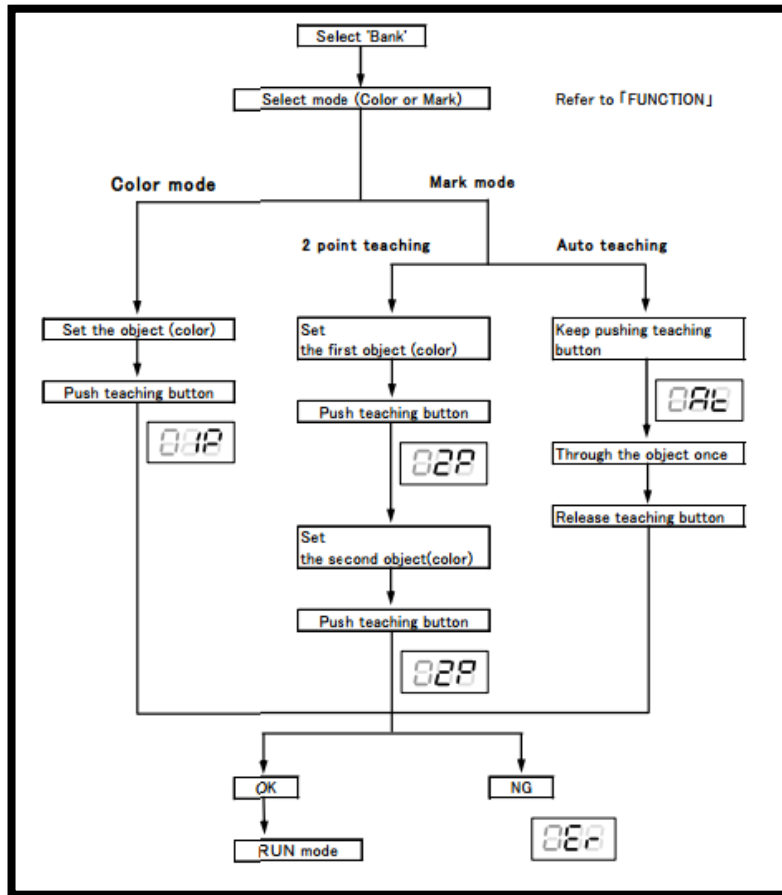 Select 'Bank'
Select mode (Color or Mark)
Refer to 「FUNCTION」
Color mode
Mark mode
2 point teaching
Auto teaching
Set the object (color)
Push teaching button
1P
Set
the first object (color)
Push teaching button
2P
Set
the second object(color)
Push teaching button
2P
Keep pushing teaching
button
At
Through the object once
Release teaching button
OK
NG
RUN mode
Er